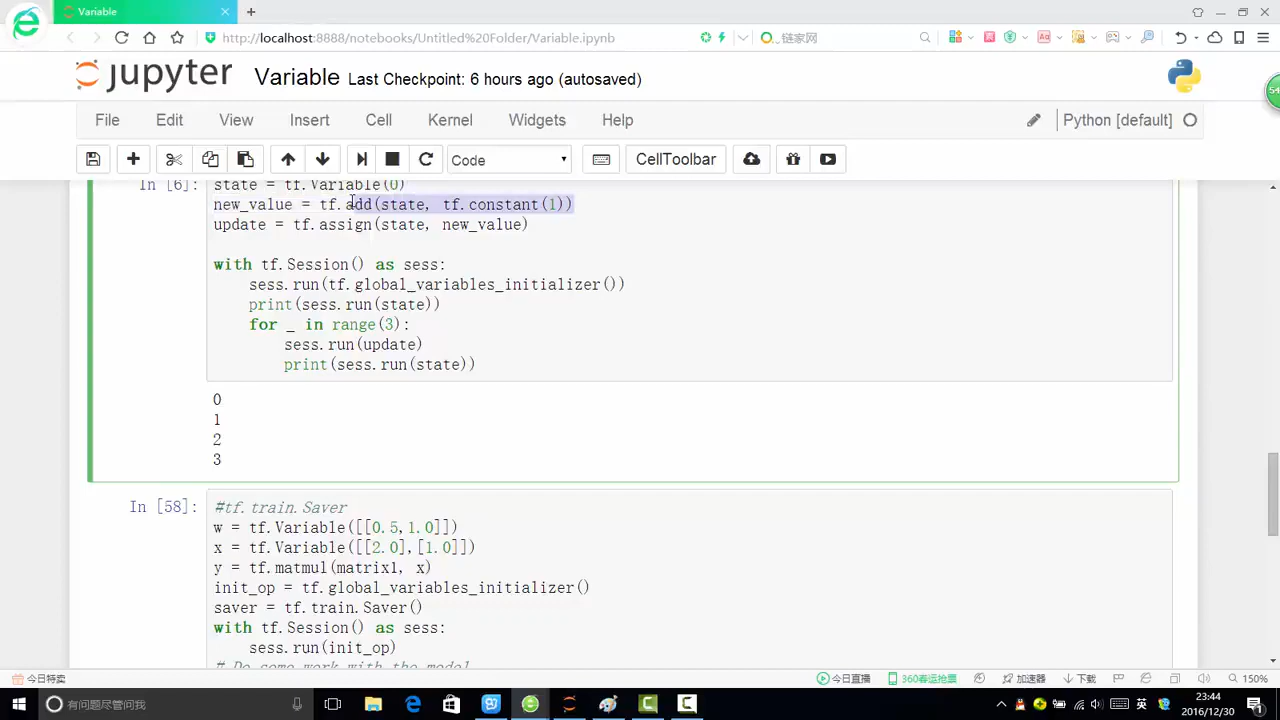 Variable
http://localhost:8888/notebooks/Untitled%20Folder/Variable.ipynb
链家网
jupyter Variable Last Checkpoint: 6 hours ago (autosaved)
54
File Edit View Insert Cell Kernel Widgets Help Python [default]
Code CellToolbar
In [6]: state = tf.Variable(0)
new_value = tf.add(state, tf.constant(1))
update = tf.assign(state, new_value)
with tf.Session() as sess:
sess.run(tf.global_variables_initializer())
print(sess.run(state))
for _ in range(3):
sess.run(update)
print(sess.run(state))
0
1
2
3
In [58]: #tf.train.Saver
w = tf.Variable([[0.5,1.0]])
x = tf.Variable([[2.0],[1.0]])
y = tf.matmul(matrix1, x)
init_op = tf.global_variables_initializer()
saver = tf.train.Saver()
with tf.Session() as sess:
sess.run(init_op)
# Do some work with the model
今日特卖 今日直播 360春运抢票 加速器 下载 150%
有问题尽管问我 英 23:44
2016/12/30